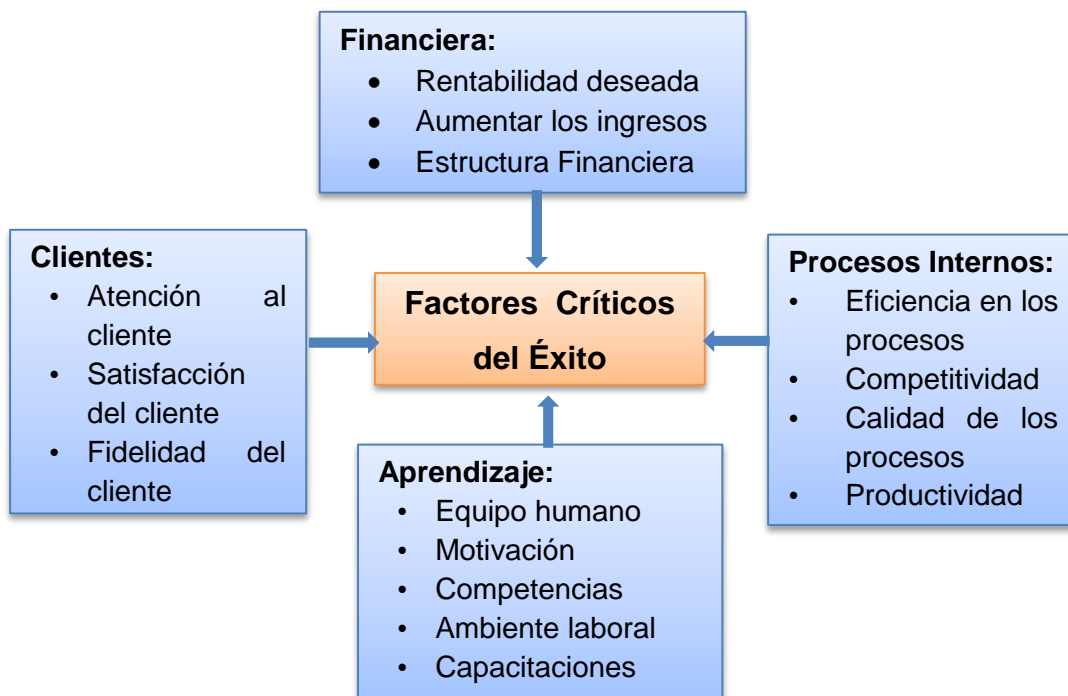 Financiera:
• Rentabilidad deseada
• Aumentar los ingresos
• Estructura Financiera
Clientes:
• Atención al
cliente
• Satisfacción
del cliente
• Fidelidad del
cliente
Factores Críticos
del Éxito
Procesos Internos:
• Eficiencia en los
procesos
• Competitividad
• Calidad de los
procesos
• Productividad
Aprendizaje:
• Equipo humano
• Motivación
• Competencias
• Ambiente laboral
• Capacitaciones